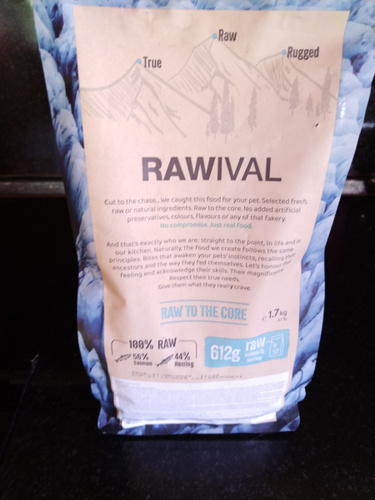 True
Raw
Rugged
RAWIVAL
Cut to the chase.. We caught this food for your pet. Selected fresh,
raw or natural ingredients. Raw to the core. No added artificial
preservatives, colours, flavours or any of that fakery.
No compromise. Just real food.
And that's exactly who we are: straight to the point, in life and in
our kitchen. Naturally, the food we create follows the same
principles. Bites that awaken your pets' instincts, recalling their
ancestors and the way they fed themselves. Let's honour that
feeling and acknowledge their skills. Their magnificence.
Respect their true needs.
Give them what they really crave.
RAW TO THE CORE
e 1.7 kg
100% RAW
56%
Salmon
44%
Herring
612g
raw